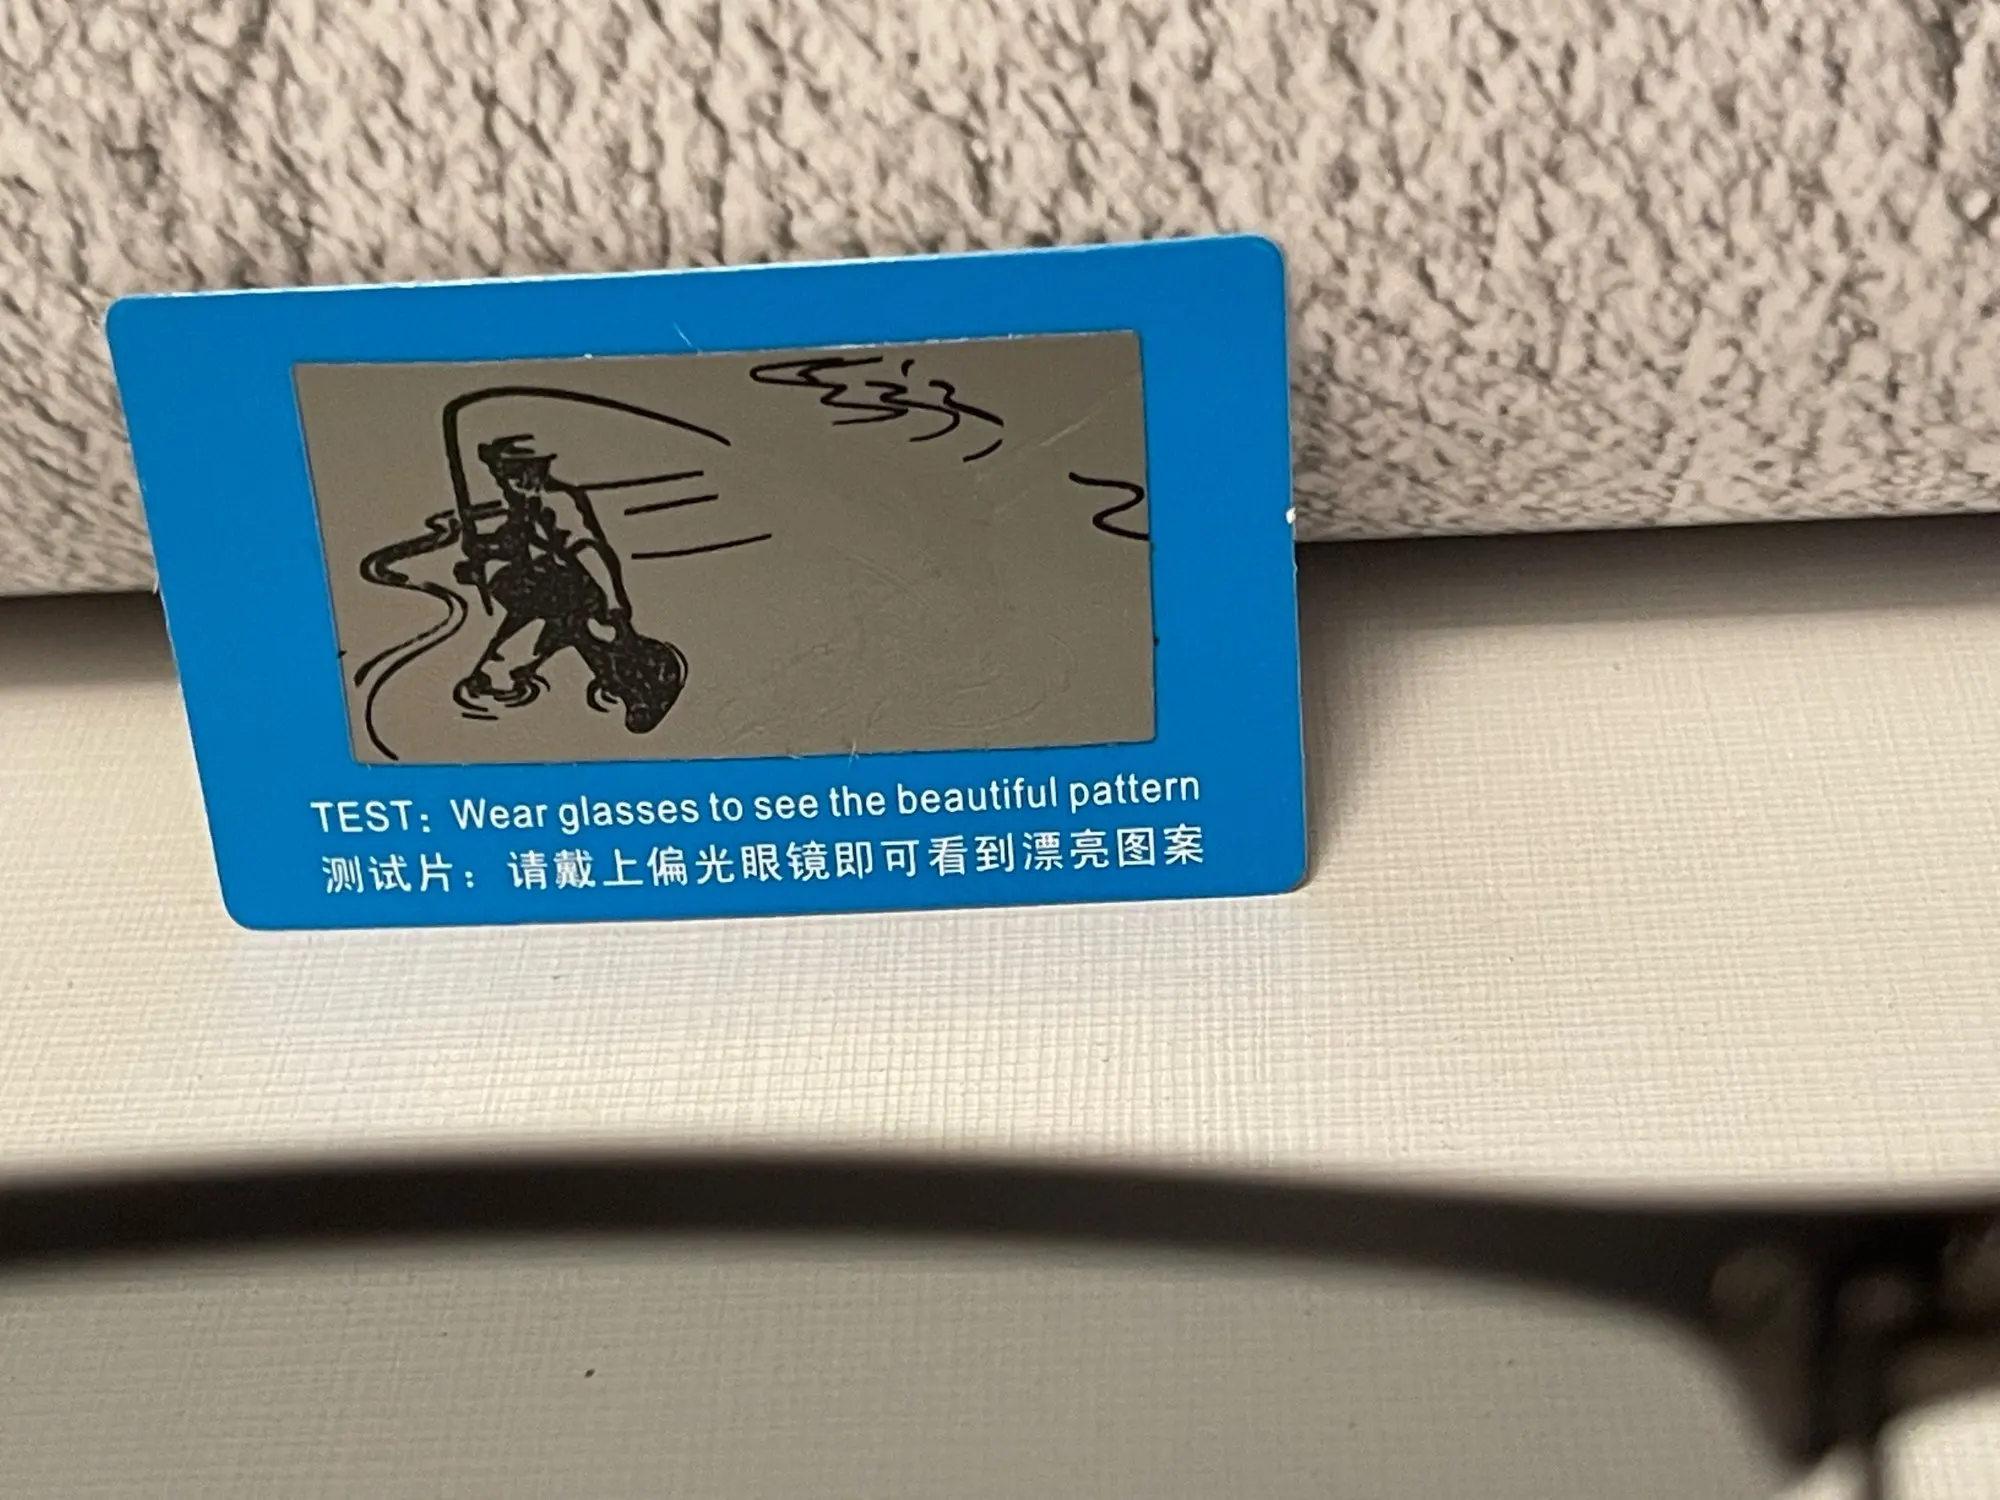 TEST: Wear glasses to see the beautiful pattern
测试片：请戴上偏光眼镜即可看到漂亮图案